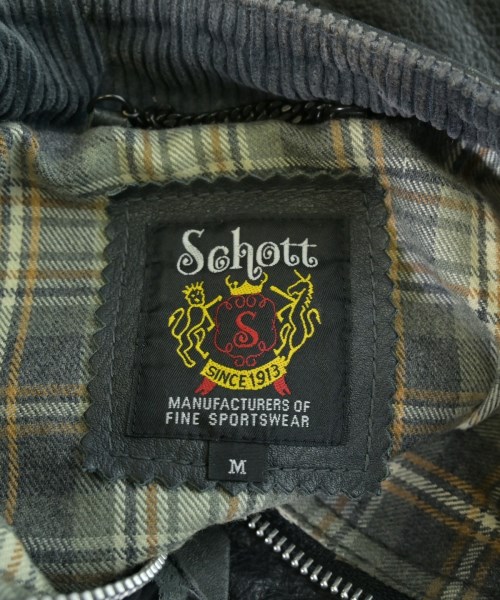 Schott
S
SINCE 1913
MANUFACTURERS OF
FINE SPORTSWEAR
M